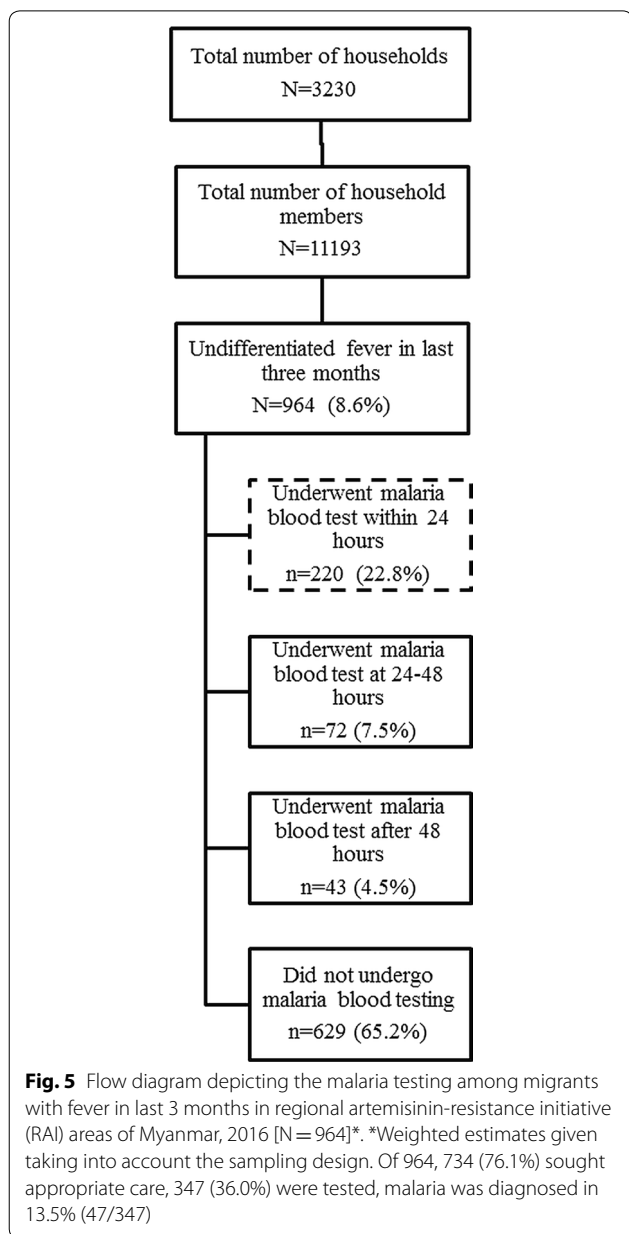 Total number of households
N=3230
Total number of household
members
N=11193
Undifferentiated fever in last
three months
N=964 (8.6%)
Underwent malaria
blood test within 24
hours
n=220 (22.8%)
Underwent malaria
blood test at 24-48
hours
n=72 (7.5%)
Underwent malaria
blood test after 48
hours
n=43 (4.5%)
Did not undergo
malaria blood testing
n=629 (65.2%)
Fig. 5 Flow diagram depicting the malaria testing among migrants
with fever in last 3 months in regional artemisinin-resistance initiative
(RAI) areas of Myanmar, 2016 [N = 964]*. *Weighted estimates given
taking into account the sampling design. Of 964, 734 (76.1%) sought
appropriate care, 347 (36.0%) were tested, malaria was diagnosed in
13.5% (47/347)